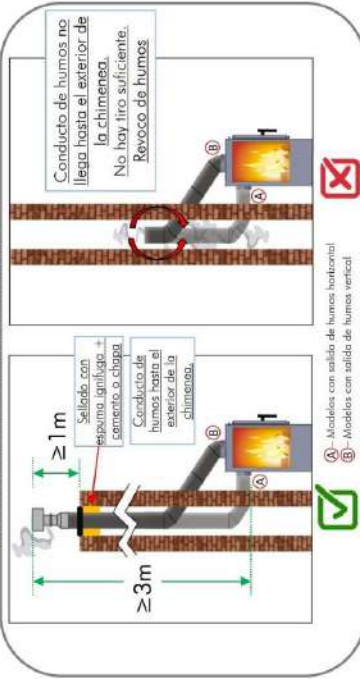 ≥1m
≥3m
Sellado con
espuma ignifuga +
cemento o chapa
Conducto de
humos hasta el
exterior de la
chimenea.
B
A
Conducto de humos no
llega hasta el exterior de
la chimenea.
No hay tiro suficiente.
Revoco de humos
B
A
A – Modelos con salida de humos horizontal
B – Modelos con salida de humos vertical